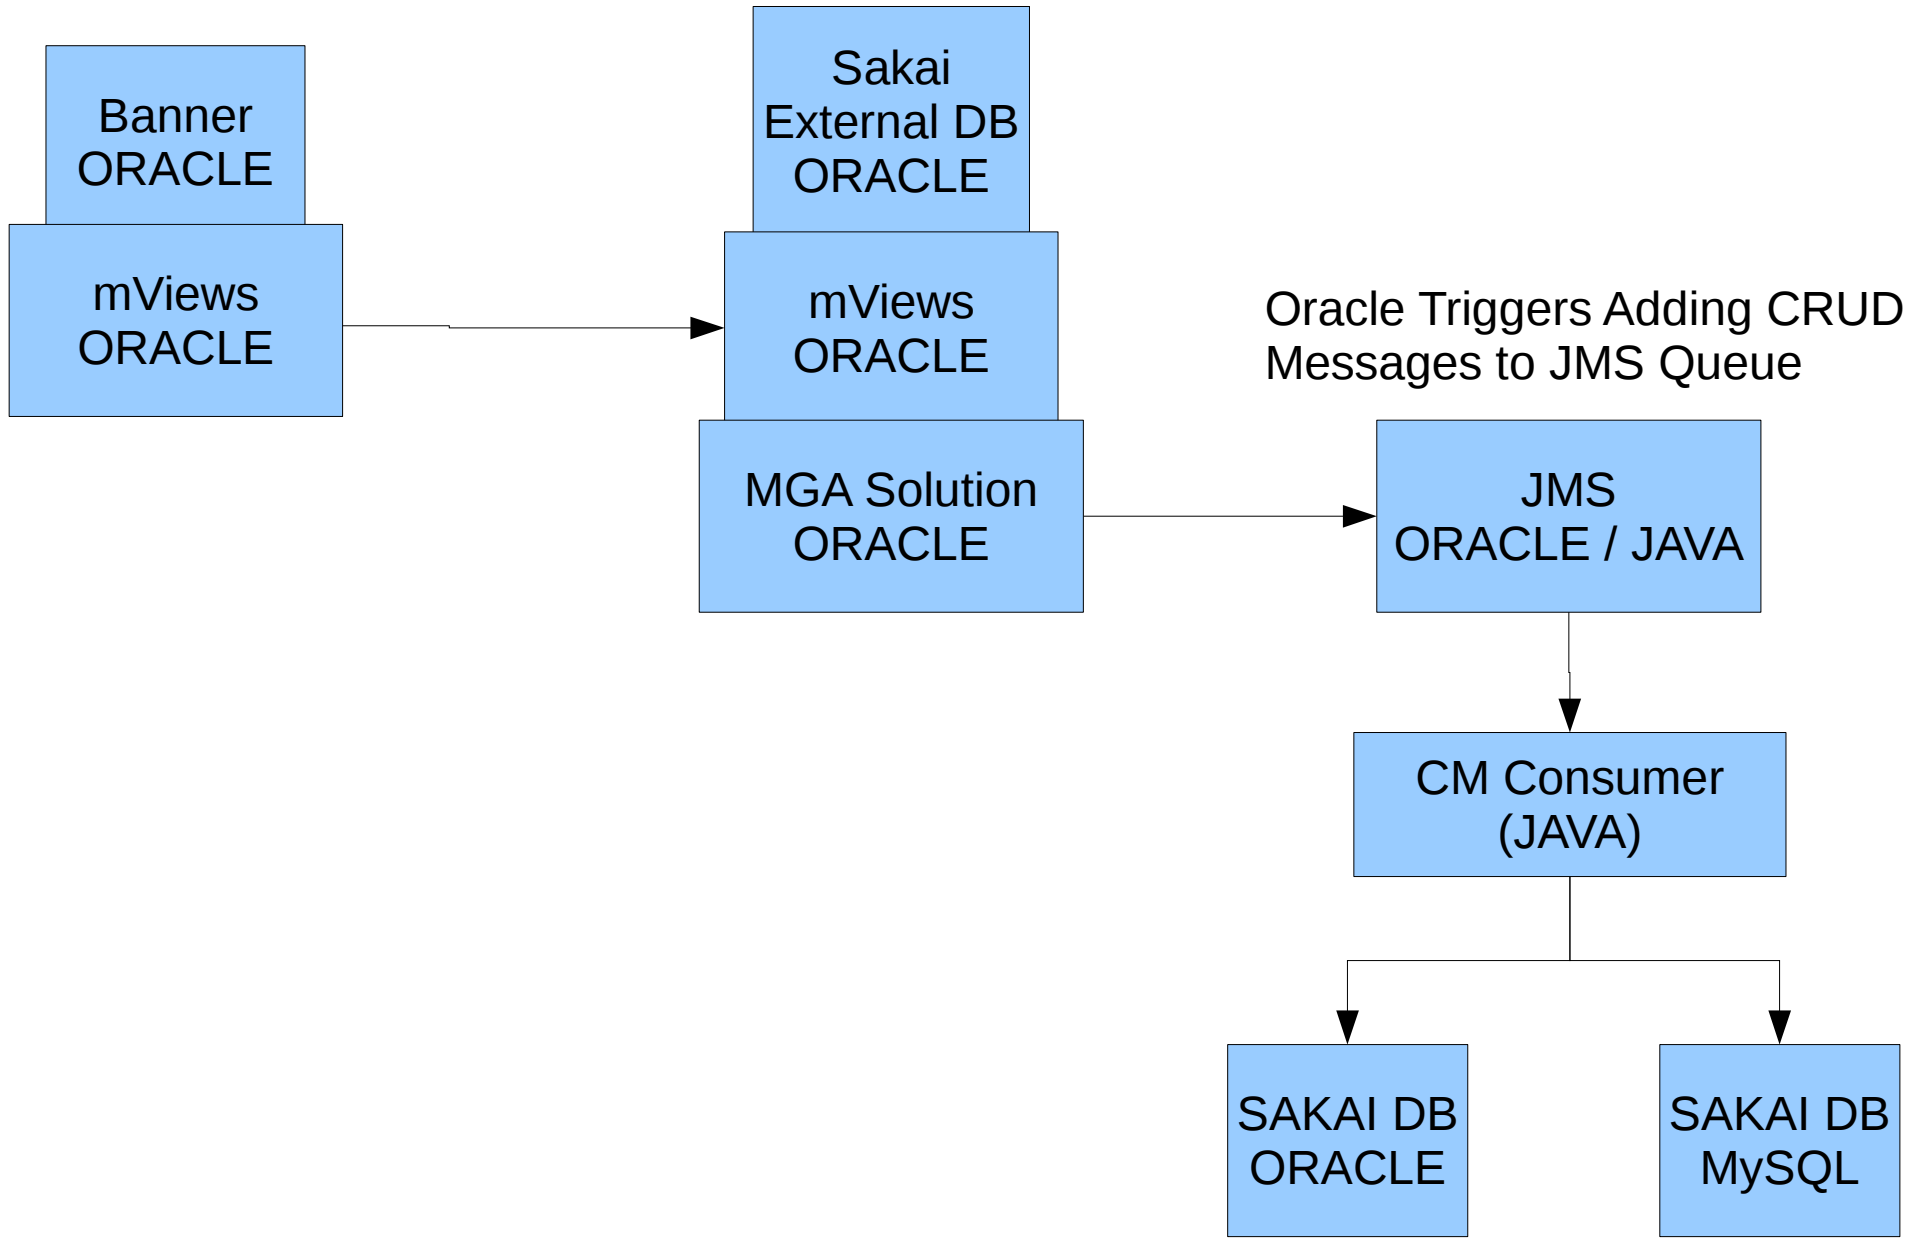 Banner
ORACLE
mViews
ORACLE
Sakai
External DB
ORACLE
mViews
ORACLE
MGA Solution
ORACLE
Oracle Triggers Adding CRUD
Messages to JMS Queue
JMS
ORACLE / JAVA
CM Consumer
(JAVA)
SAKAI DB
ORACLE
SAKAI DB
MySQL